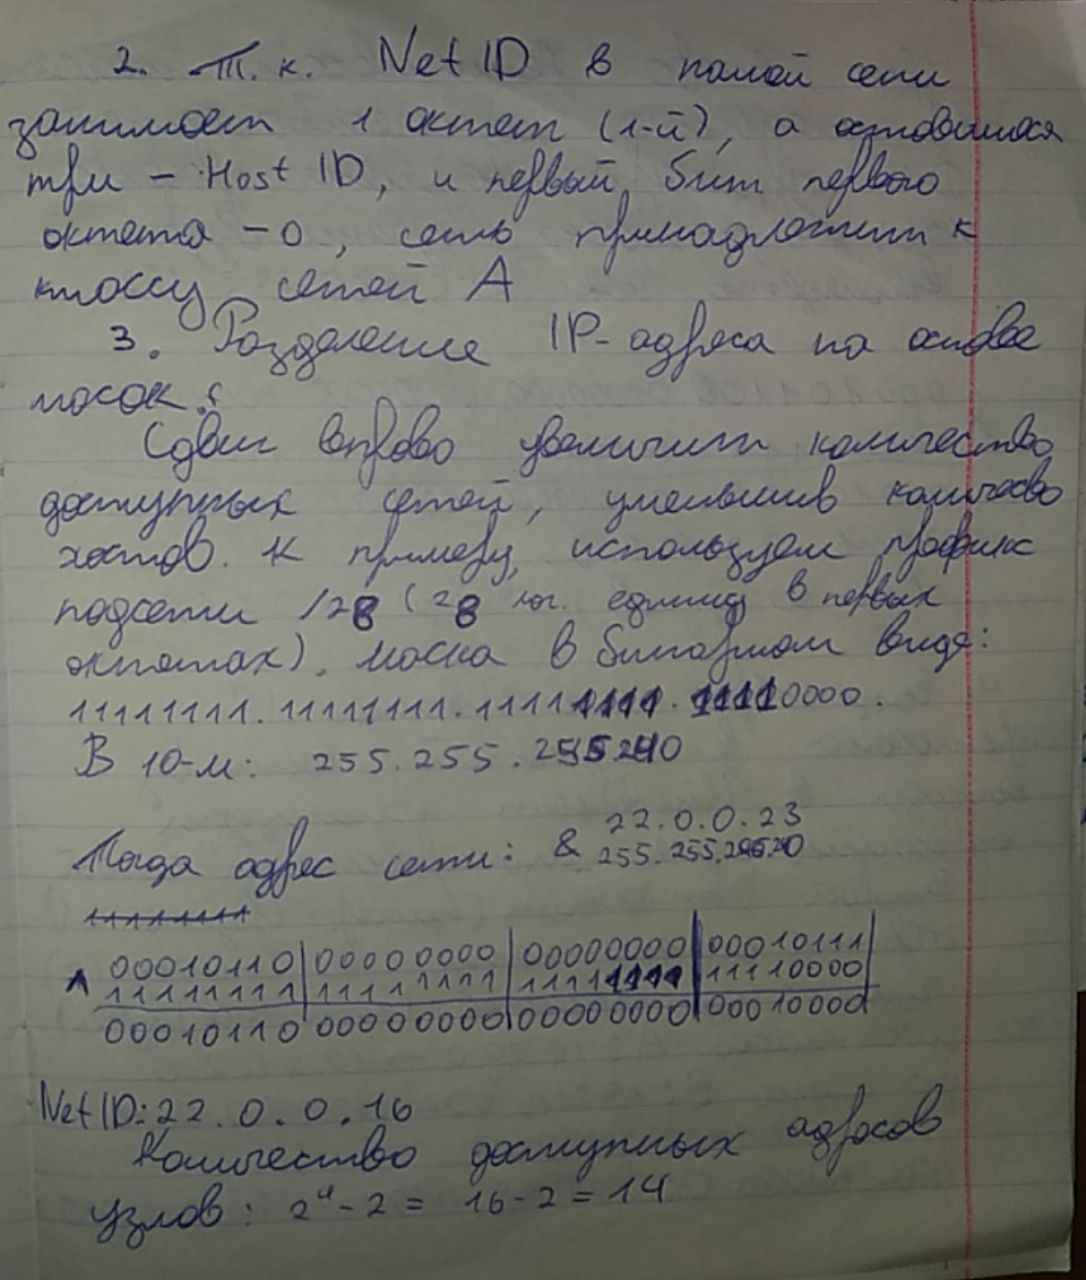 2. Т.к. Net ID в нашей сети
занимает 1 октет (1-й), а оставшиеся
три - Host ID, и первый бит первого
октета - 0, сеть принадлежит к
классу сетей А
3. Разделение IP-адреса на основе
масок.
Сдвиг вправо увеличит количество
доступных сетей, уменьшив количество
хостов. К примеру, используем префикс
подсети /28 (28 лог. единиц в первых
октетах). Маска в бинарном виде:
11111111.11111111.11111111.11110000.
В 10-м: 255.255.255.240
Тогда адрес сети: & 22.0.0.23
255.255.255.240
11111111
00010110 | 00000000 | 00000000 | 00010111
^ 11111111 | 11111111 | 11111111 | 11110000
00010110 00000000 00000000 00010000
Net ID: 22.0.0.16
Количество доступных адресов
узлов: 2⁴-2 = 16-2 = 14